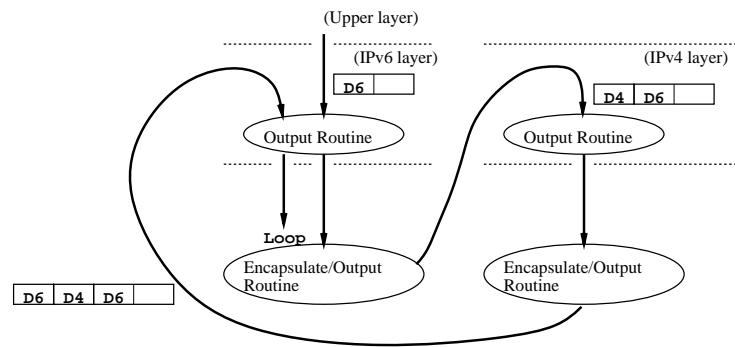 (Upper layer)
(IPv6 layer)
(IPv4 layer)
D6
D4 D6
Output Routine
Output Routine
Loop
Encapsulate/Output
Routine
Encapsulate/Output
Routine
D6 D4 D6